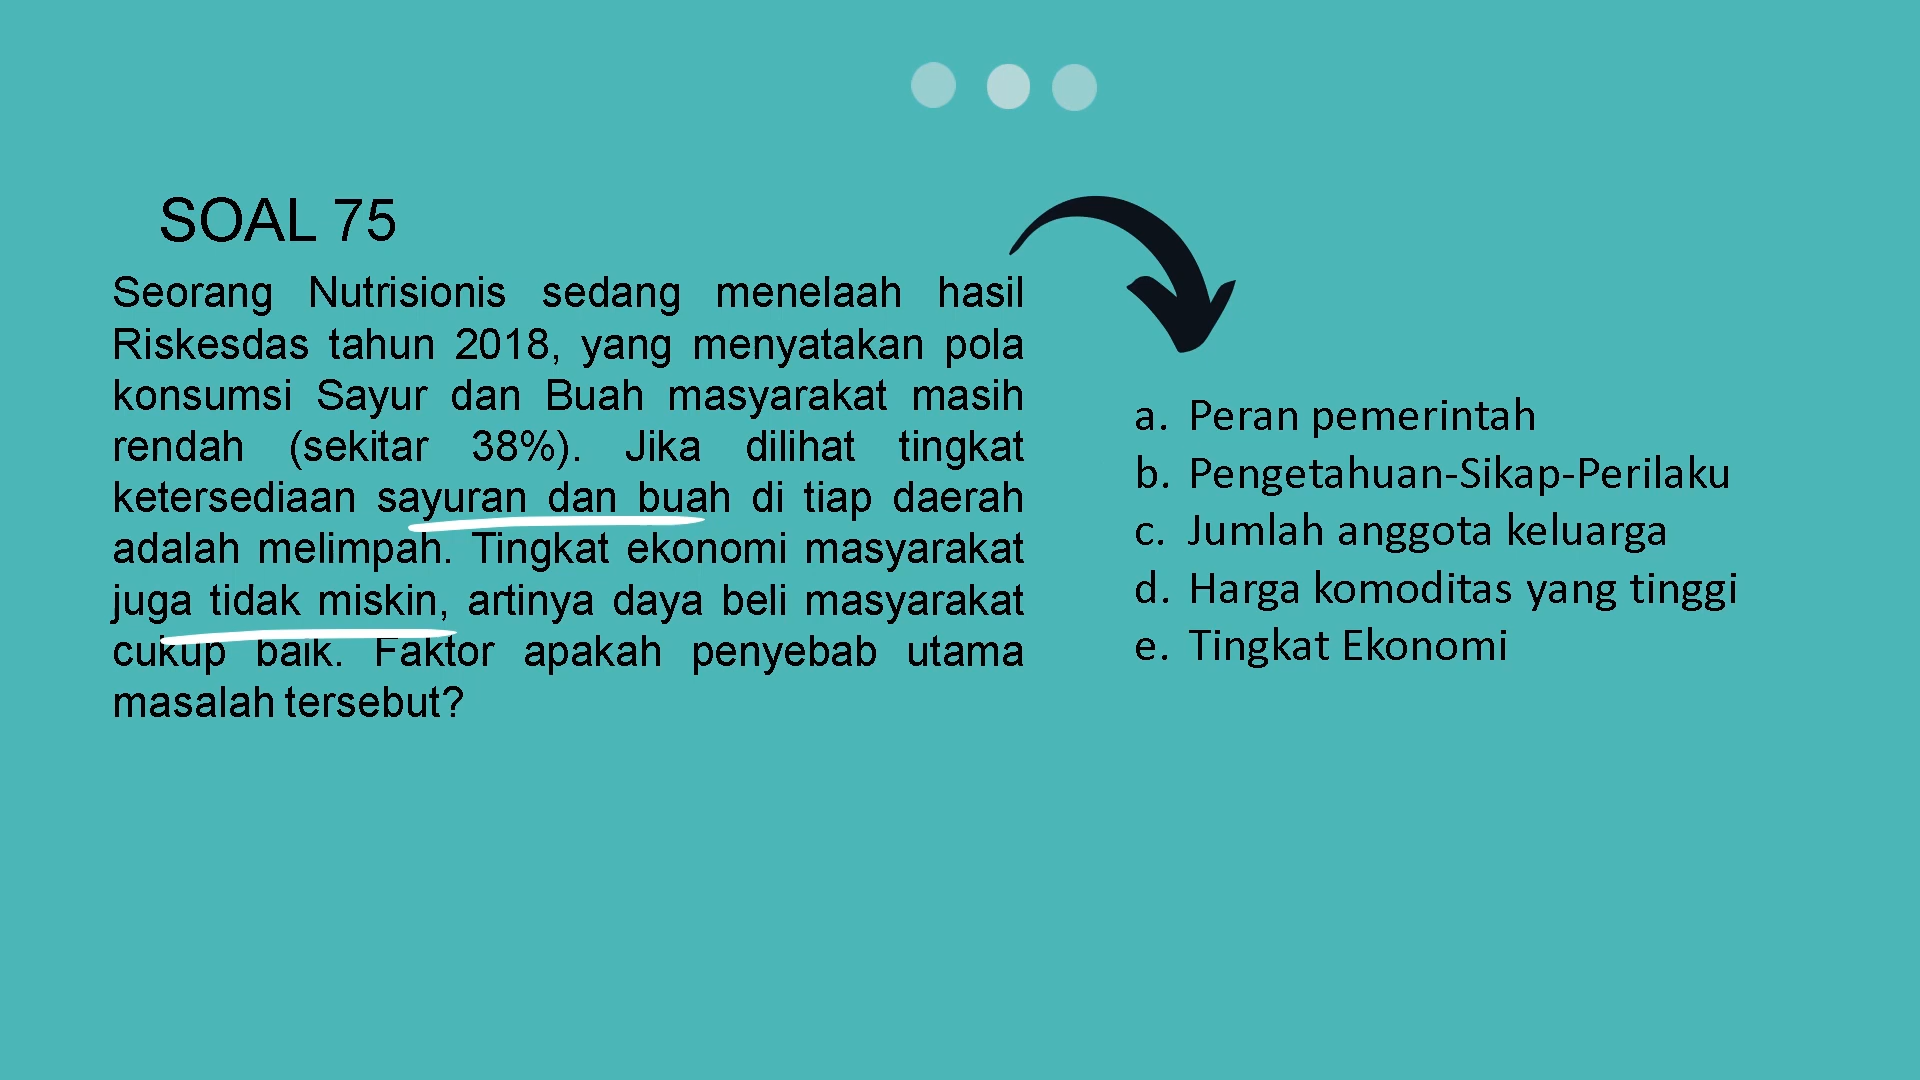 SOAL 75
Seorang Nutrisionis sedang menelaah hasil
Riskesdas tahun 2018, yang menyatakan pola
konsumsi Sayur dan Buah masyarakat masih
rendah (sekitar 38%). Jika dilihat tingkat
ketersediaan sayuran dan buah di tiap daerah
adalah melimpah. Tingkat ekonomi masyarakat
juga tidak miskin, artinya daya beli masyarakat
cukup baik. Faktor apakah penyebab utama
masalah tersebut?
a. Peran pemerintah
b. Pengetahuan-Sikap-Perilaku
c. Jumlah anggota keluarga
d. Harga komoditas yang tinggi
e. Tingkat Ekonomi